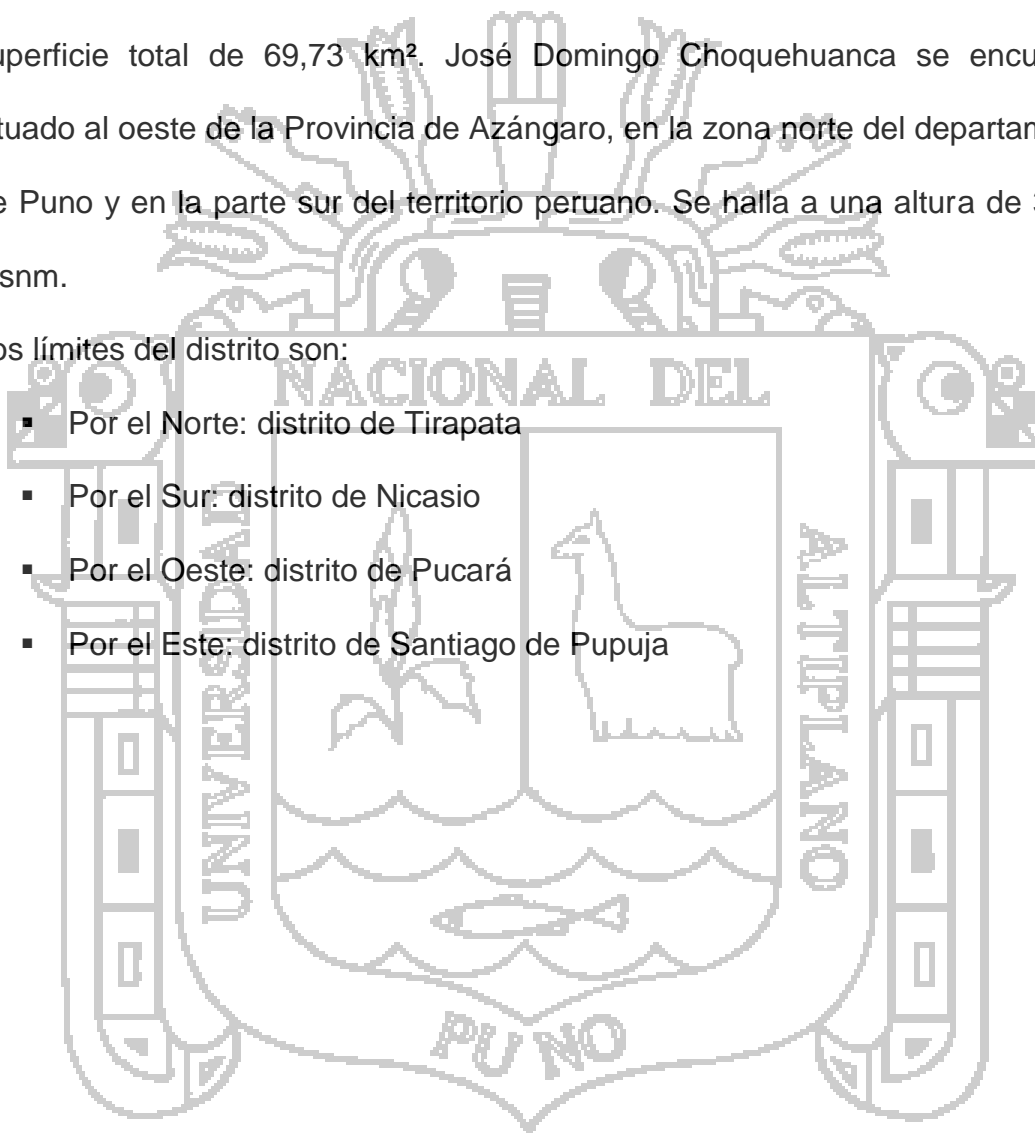 uperficie total de 69,73 km². José Domingo Choquehuanca se encu
tuado al oeste de la Provincia de Azángaro, en la zona norte del departan
e Puno y en la parte sur del territorio peruano. Se halla a una altura de 3
snm.
os límites del distrito son:
▪ Por el Norte: distrito de Tirapata
▪ Por el Sur: distrito de Nicasio
▪ Por el Oeste: distrito de Pucará
▪ Por el Este: distrito de Santiago de Pupuja
UNIVERSIDAD
NACIONAL DEL
ALTIPLANO
PUNO